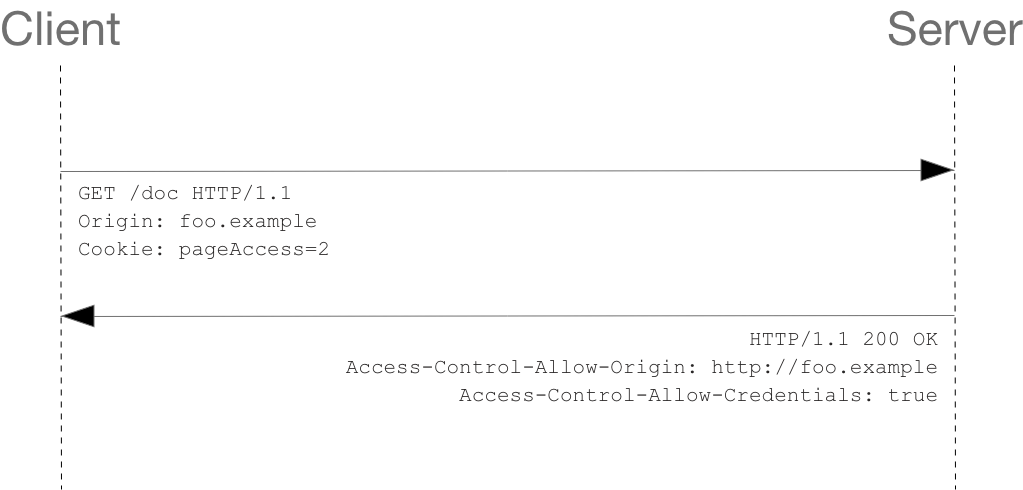 Client
Server
GET /doc HTTP/1.1
Origin: foo.example
Cookie: pageAccess=2
HTTP/1.1 200 OK
Access-Control-Allow-Origin: http://foo.example
Access-Control-Allow-Credentials: true